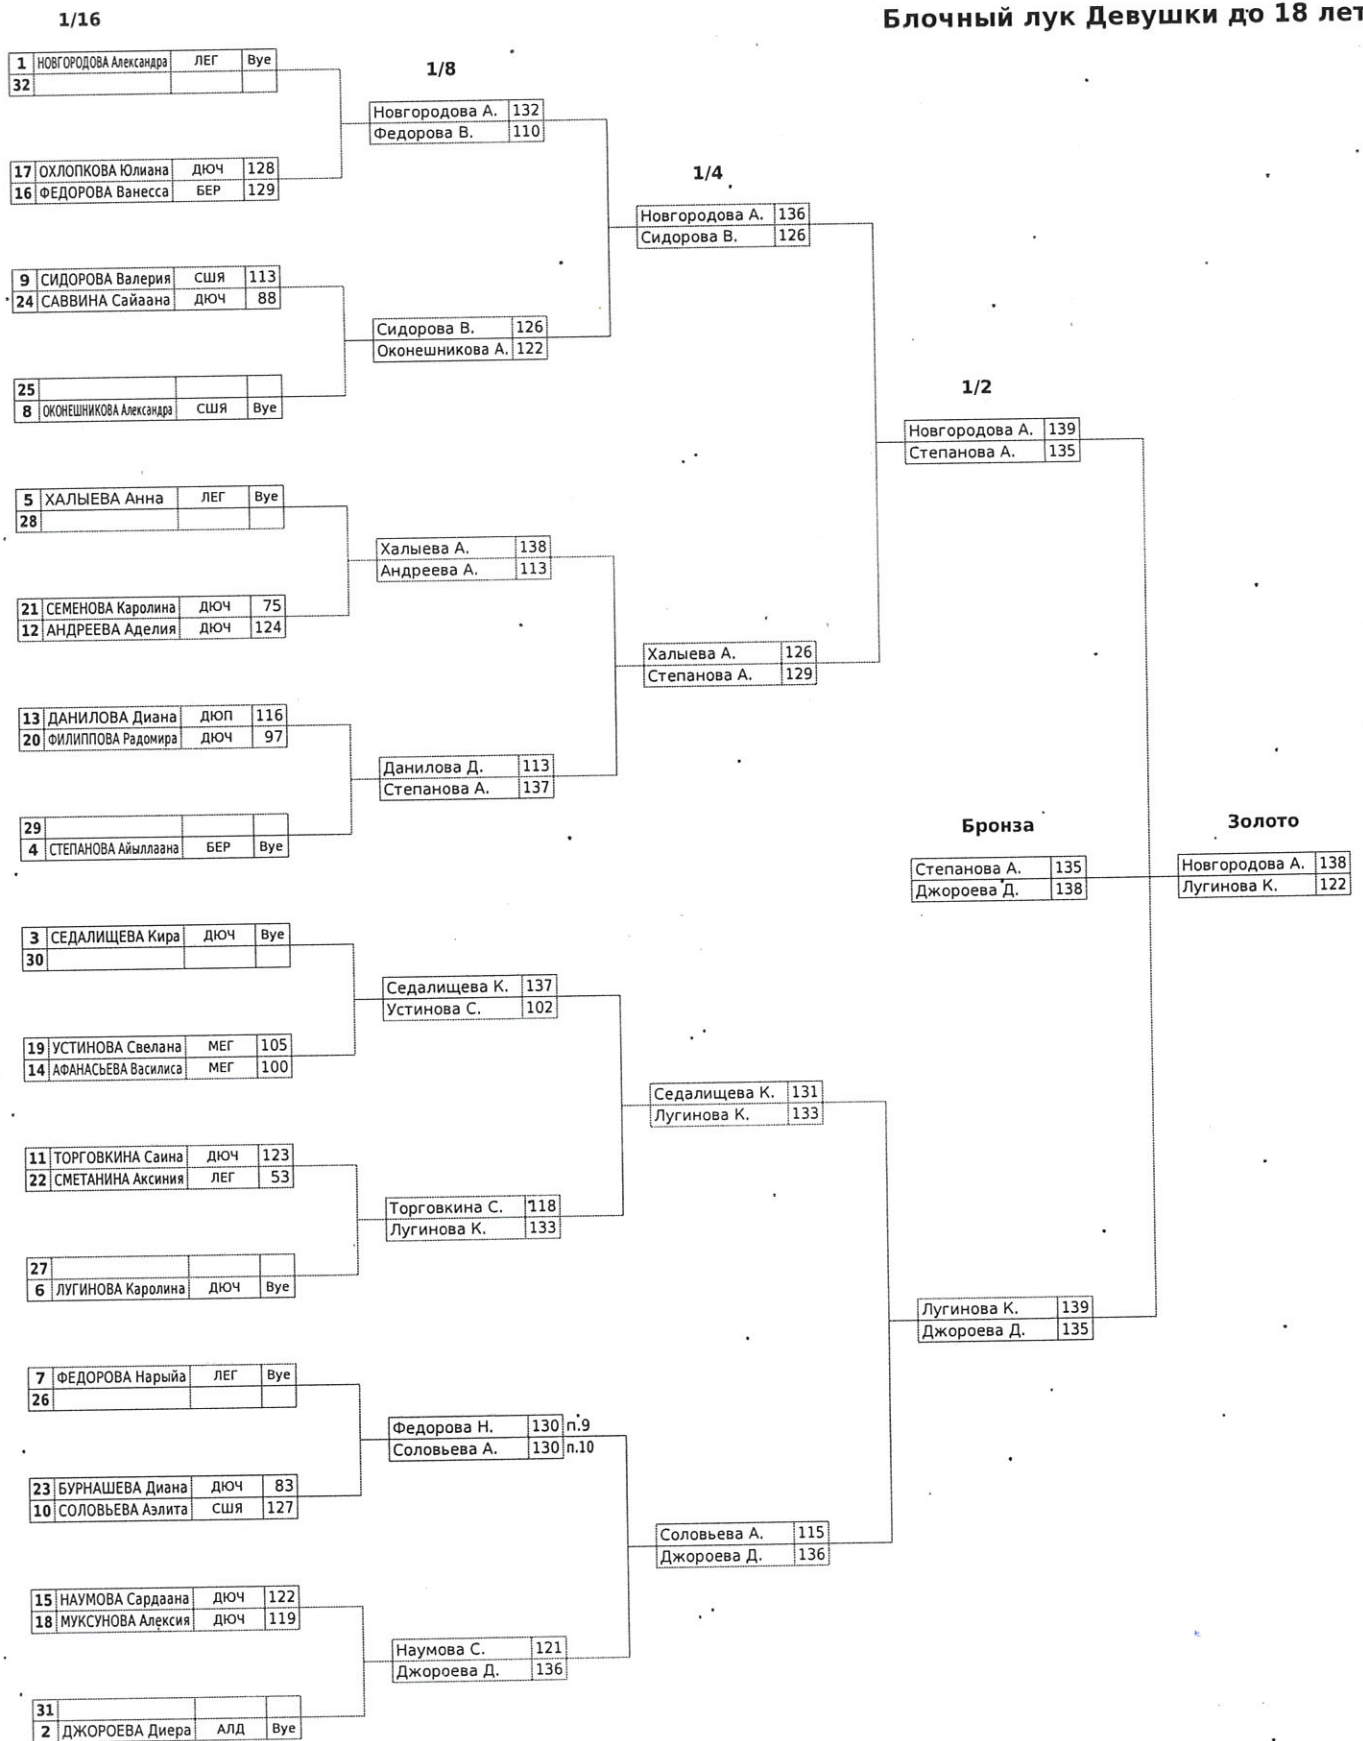 Блочный лук Девушки до 18 лет
1/16
1 НОВГОРОДОВА Александра ЛЕГ Bye
32
17 ОХЛОПКОВА Юлиана ДЮЧ 128
16 ФЕДОРОВА Ванесса БЕР 129
9 СИДОРОВА Валерия СШЯ 113
24 САВВИНА Сайаана ДЮЧ 88
25
8 ОКОНЕШНИКОВА Александра СШЯ Bye
5 ХАЛЫЕВА Анна ЛЕГ Bye
28
21 СЕМЕНОВА Каролина ДЮЧ 75
12 АНДРЕЕВА Аделия ДЮЧ 124
13 ДАНИЛОВА Диана ДЮП 116
20 ФИЛИППОВА Радомира ДЮЧ 97
29
4 СТЕПАНОВА Айыллаана БЕР Bye
3 СЕДАЛИЩЕВА Кира ДЮЧ Bye
30
19 УСТИНОВА Свелана МЕГ 105
14 АФАНАСЬЕВА Василиса МЕГ 100
11 ТОРГОВКИНА Саина ДЮЧ 123
22 СМЕТАНИНА Аксиния ЛЕГ 53
27
6 ЛУГИНОВА Каролина ДЮЧ Bye
7 ФЕДОРОВА Нарыйа ЛЕГ Bye
26
23 БУРНАШЕВА Диана ДЮЧ 83
10 СОЛОВЬЕВА Аэлита СШЯ 127
15 НАУМОВА Сардаана ДЮЧ 122
18 МУКСУНОВА Алексия ДЮЧ 119
31
2 ДЖОРОЕВА Диера АЛД Bye
1/8
Новгородова А. 132
Федорова В. 110
Сидорова В. 126
Оконешникова А. 122
Халыева А. 138
Андреева А. 113
Данилова Д. 113
Степанова А. 137
Седалищева К. 137
Устинова С. 102
Торговкина С. 118
Лугинова К. 133
Федорова Н. 130 п.9
Соловьева А. 130 п.10
Наумова С. 121
Джороева Д. 136
1/4
Новгородова А. 136
Сидорова В. 126
Халыева А. 126
Степанова А. 129
Седалищева К. 131
Лугинова К. 133
Соловьева А. 115
Джороева Д. 136
1/2
Новгородова А. 139
Степанова А. 135
Лугинова К. 139
Джороева Д. 135
Бронза
Степанова А. 135
Джороева Д. 138
Золото
Новгородова А. 138
Лугинова К. 122